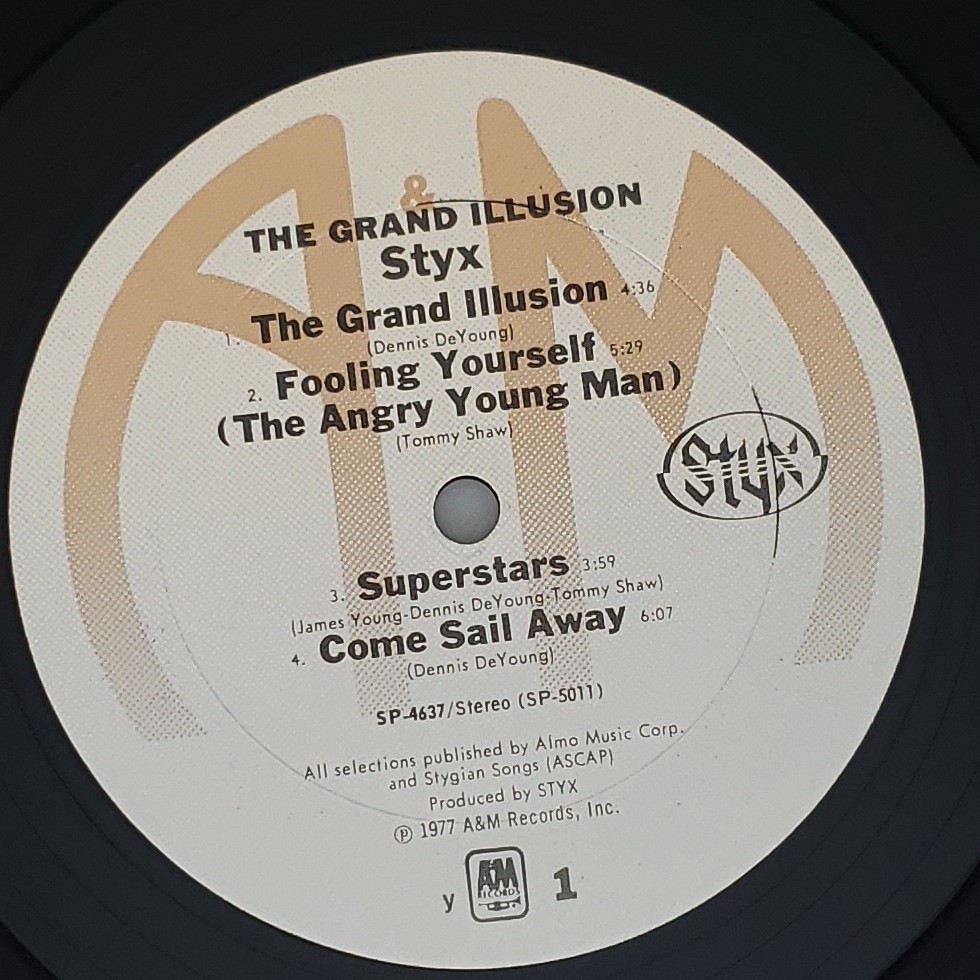 &
THE GRAND ILLUSION
Styx
1. The Grand Illusion 4:36
(Dennis DeYoung)
2. Fooling Yourself 5:29
(The Angry Young Man)
(Tommy Shaw)
Styx
3. Superstars 3:59
(James Young-Dennis DeYoung-Tommy Shaw)
4. Come Sail Away 6:07
(Dennis DeYoung)
SP-4637/Stereo (SP-5011)
All selections published by Almo Music Corp.
and Stygian Songs (ASCAP)
Produced by STYX
℗ 1977 A&M Records, Inc.
y A&M RECORDS 1